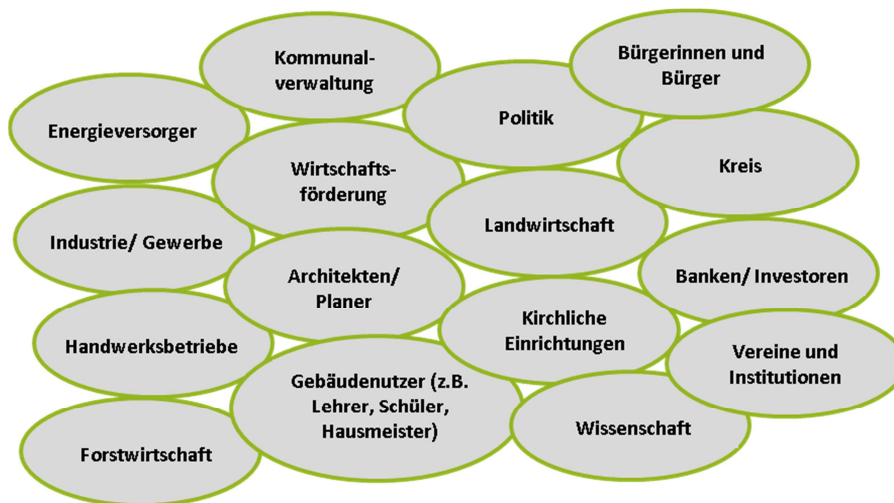 Kommunal-
verwaltung
Bürgerinnen und
Bürger
Energieversorger
Politik
Wirtschafts-
förderung
Kreis
Industrie/ Gewerbe
Landwirtschaft
Architekten/
Planer
Banken/ Investoren
Handwerksbetriebe
Kirchliche
Einrichtungen
Vereine und
Institutionen
Gebäudenutzer (z.B.
Lehrer, Schüler,
Hausmeister)
Wissenschaft
Forstwirtschaft